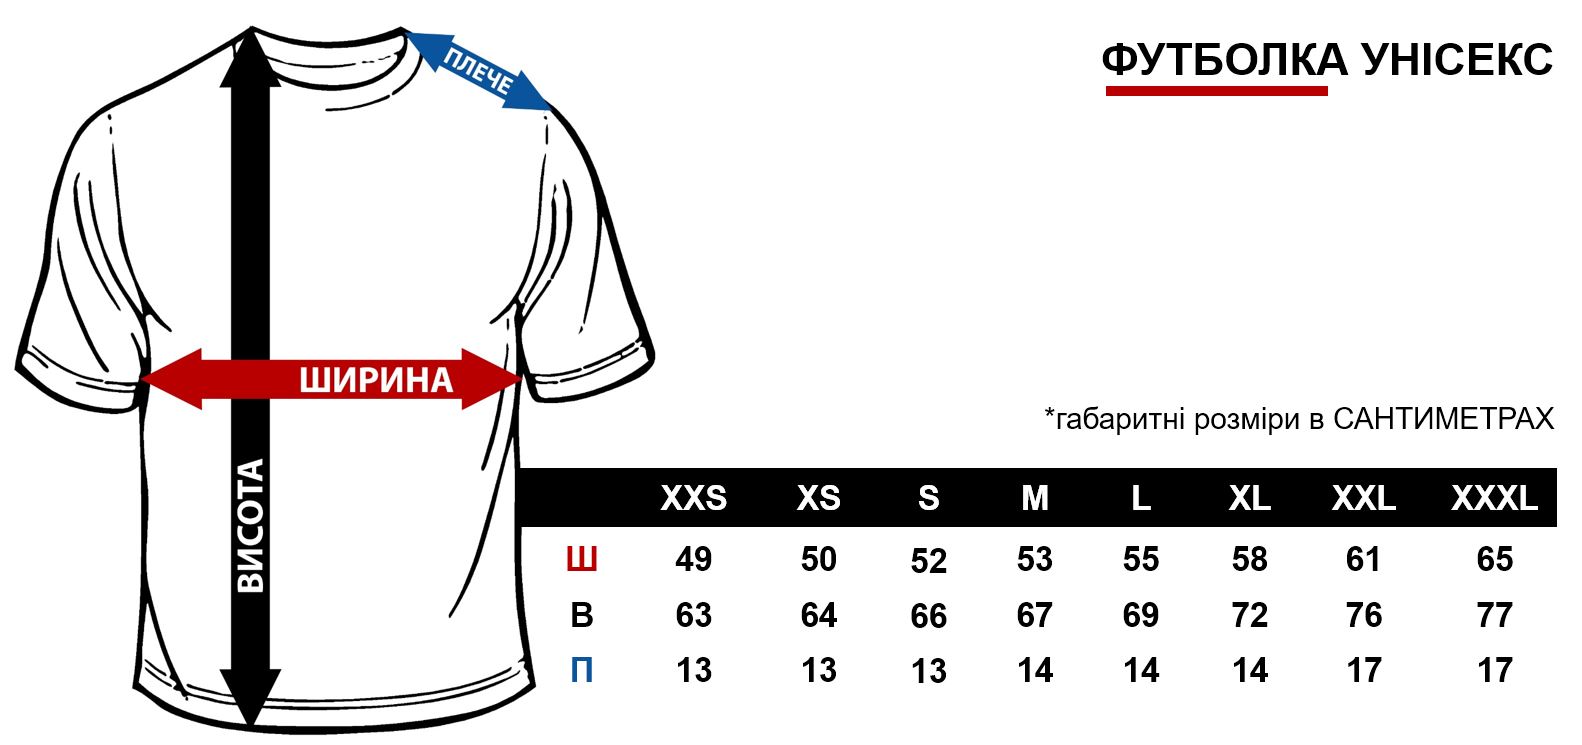 ФУТБОЛКА УНІСЕКС
ПЛЕЧЕ
ШИРИНА
ВИСОТА
*габаритні розміри в САНТИМЕТРАХ
XXS XS S M L XL XXL XXXL
Ш 49 50 52 53 55 58 61 65
В 63 64 66 67 69 72 76 77
П 13 13 13 14 14 14 17 17